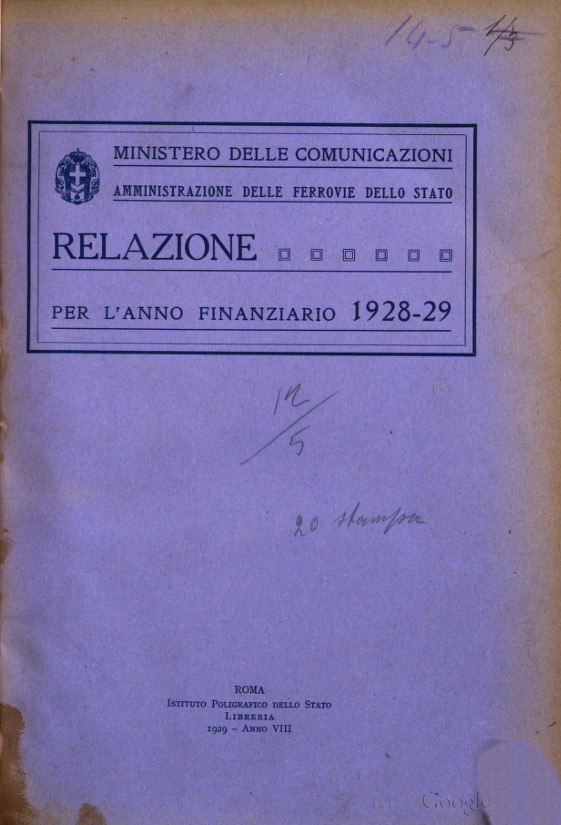 14-5 1/3
MINISTERO DELLE COMUNICAZIONI
AMMINISTRAZIONE DELLE FERROVIE DELLO STATO
RELAZIONE
PER L'ANNO FINANZIARIO 1928-29
12/5
20 stampa
ROMA
ISTITUTO POLIGRAFICO DELLO STATO
LIBRERIA
1929 – ANNO VIII
Google